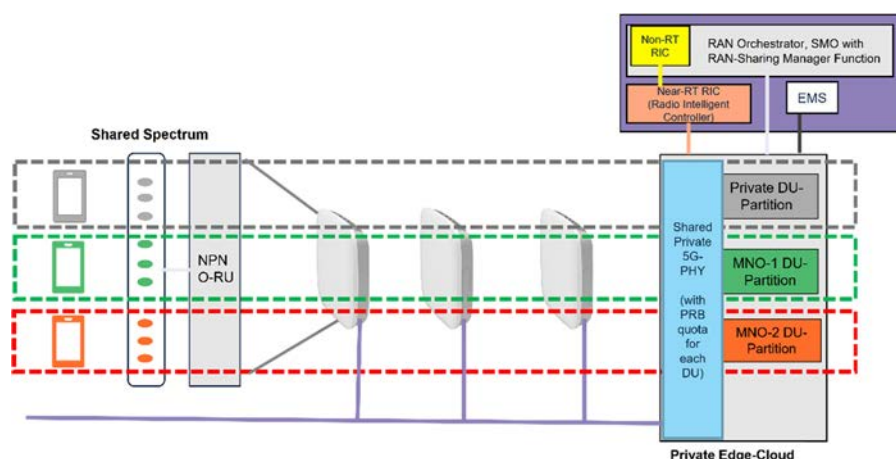 Non-RT
RIC
RAN Orchestrator, SMO with
RAN-Sharing Manager Function
Near-RT RIC
(Radio Intelligent
Controller)
EMS
Shared Spectrum
NPN
O-RU
Shared
Private
5G-
PHY
(with
PRB
quota
for
each
DU)
Private DU-
Partition
MNO-1 DU-
Partition
MNO-2 DU-
Partition
Private Edge-Cloud